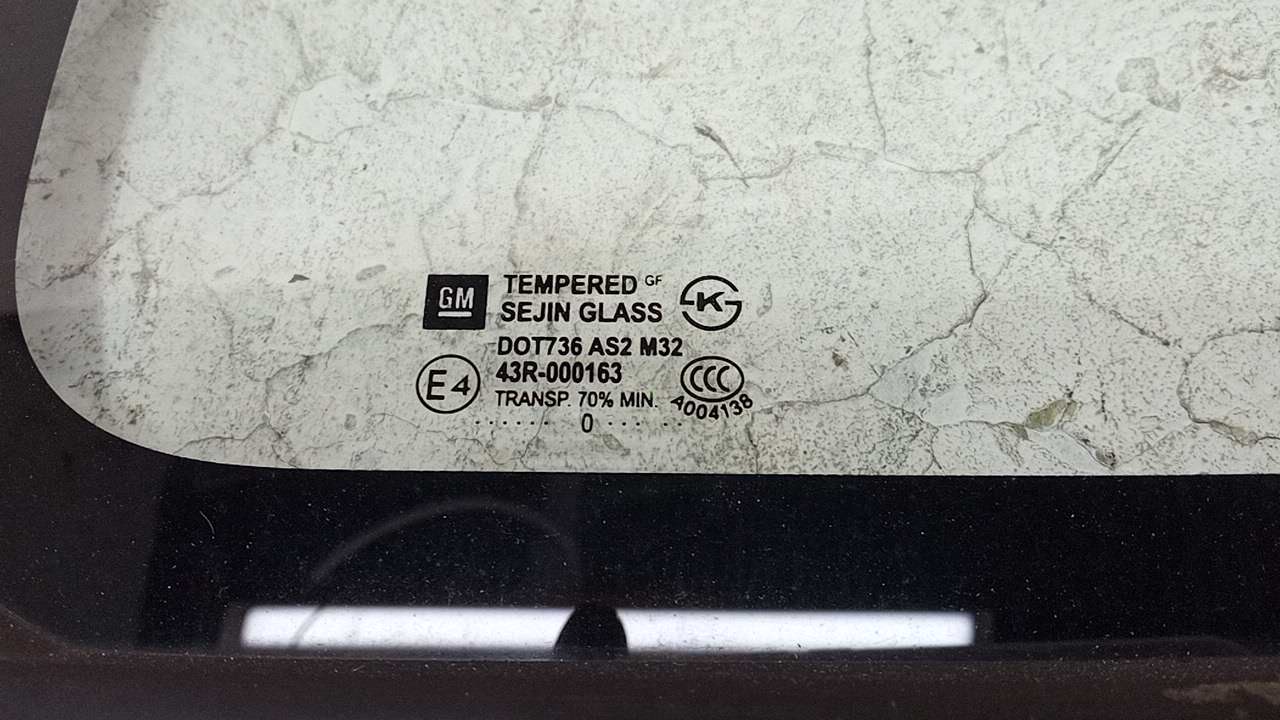 GM
TEMPERED GF
SEJIN GLASS
K
DOT736 AS2 M32
E4
43R-000163
CCC
TRANSP. 70% MIN.
A004138
······ 0 ··· ··